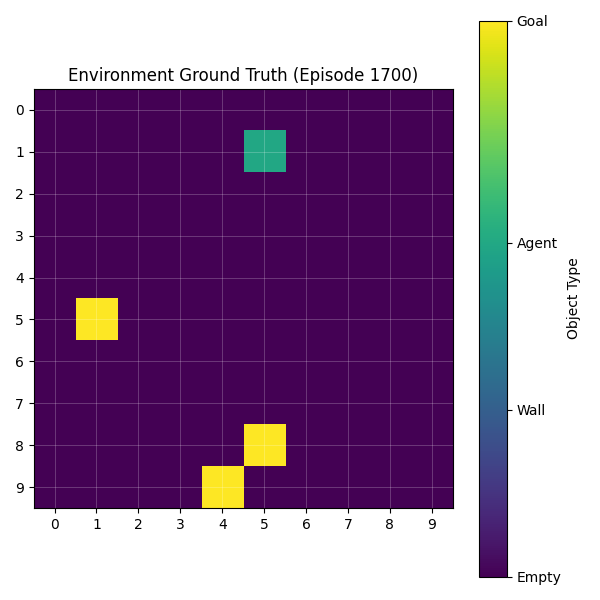 Environment Ground Truth (Episode 1700)
0
1
2
3
4
5
6
7
8
9
0 1 2 3 4 5 6 7 8 9
Goal
Agent
Wall
Empty
Object Type